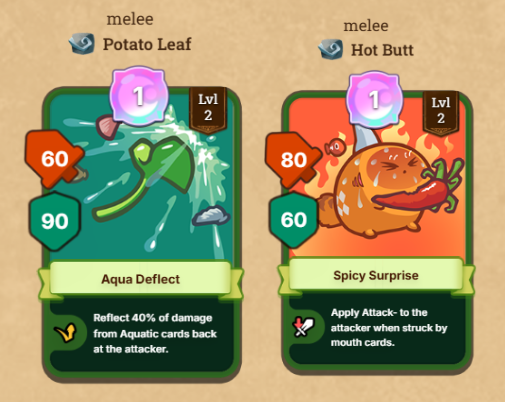 melee
Potato Leaf
1
Lvl
2
60
90
Aqua Deflect
Reflect 40% of damage
from Aquatic cards back
at the attacker.
melee
Hot Butt
1
Lvl
2
80
60
Spicy Surprise
Apply Attack- to the
attacker when struck by
mouth cards.